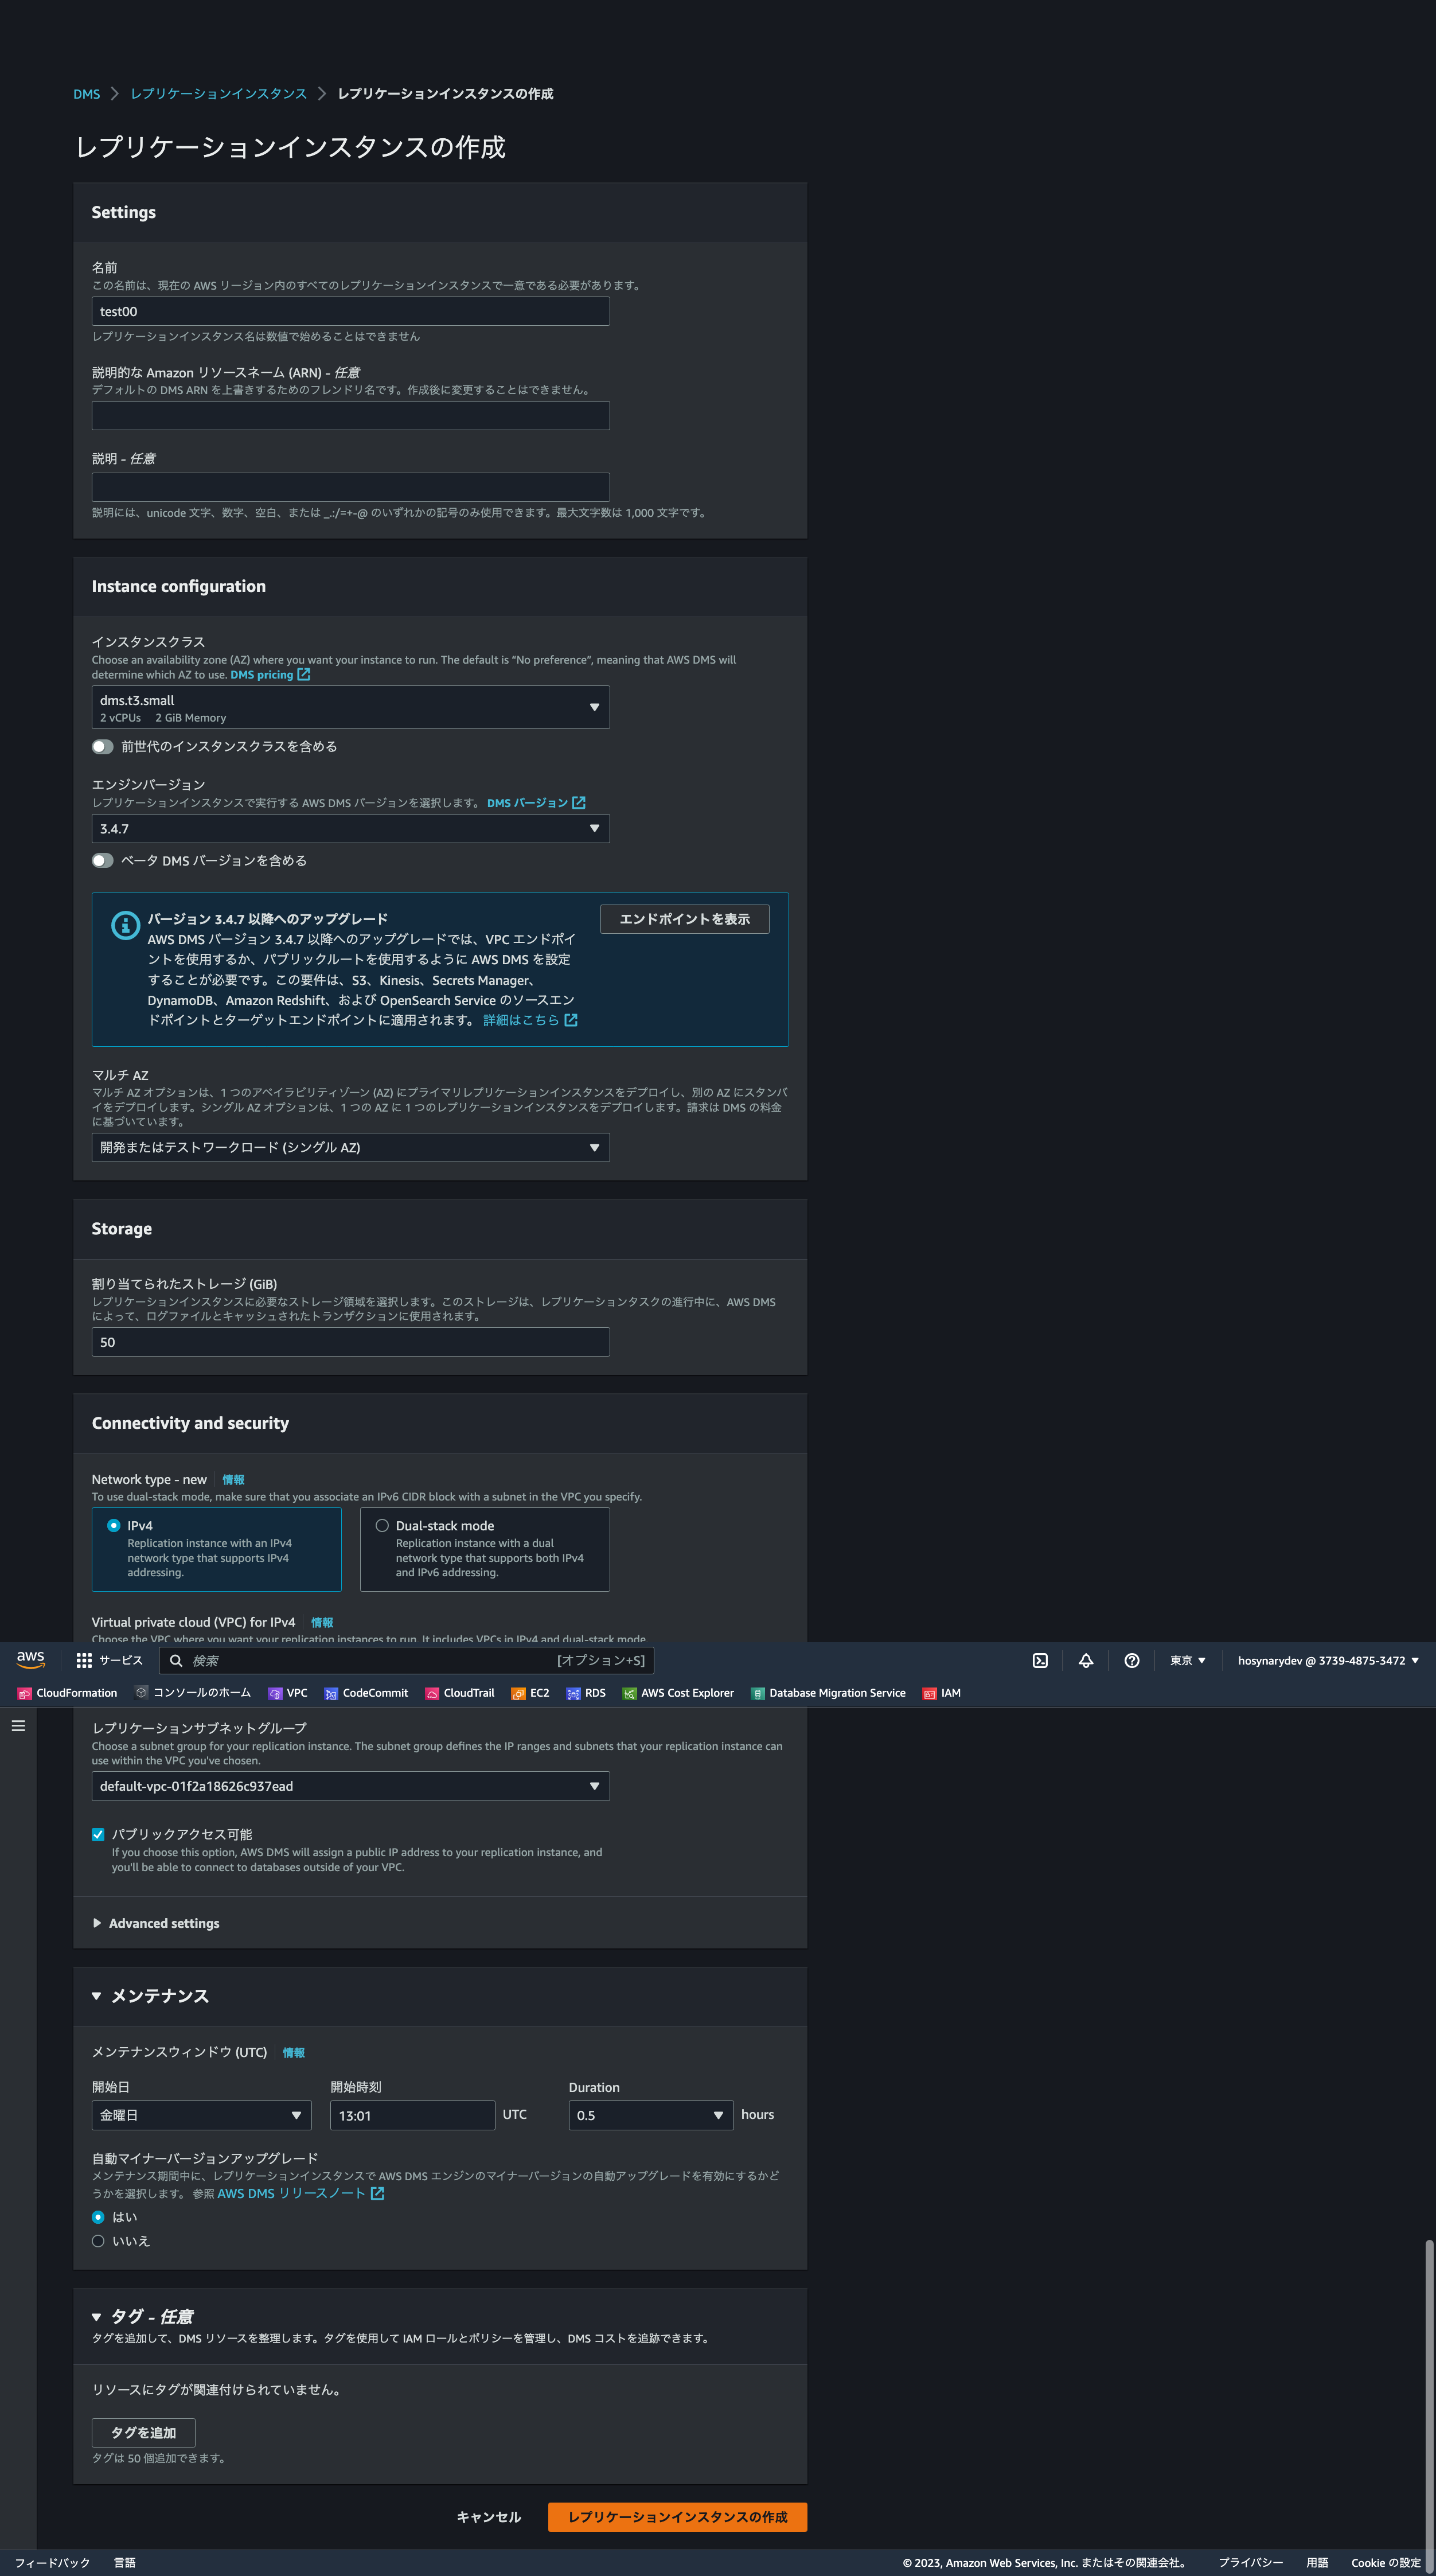 DMS > レプリケーションインスタンス > レプリケーションインスタンスの作成
レプリケーションインスタンスの作成
Settings
名前
この名前は、現在の AWS リージョン内のすべてのレプリケーションインスタンスで一意である必要があります。
test00
レプリケーションインスタンス名は数値で始めることはできません
説明的な Amazon リソースネーム (ARN) - 任意
デフォルトの DMS ARN を上書きするためのフレンドリ名です。作成後に変更することはできません。
説明 - 任意
説明には、unicode 文字、数字、空白、または _.:/=+-@ のいずれかの記号のみ使用できます。最大文字数は 1,000 文字です。
Instance configuration
インスタンスクラス
Choose an availability zone (AZ) where you want your instance to run. The default is “No preference”, meaning that AWS DMS will
determine which AZ to use. DMS pricing
dms.t3.small
2 vCPUs 2 GiB Memory
前世代のインスタンスクラスを含める
エンジンバージョン
レプリケーションインスタンスで実行する AWS DMS バージョンを選択します。 DMS バージョン
3.4.7
ベータ DMS バージョンを含める
バージョン 3.4.7 以降へのアップグレード
エンドポイントを表示
AWS DMS バージョン 3.4.7 以降へのアップグレードでは、VPC エンドポイ
ントを使用するか、パブリックルートを使用するように AWS DMS を設定
することが必要です。この要件は、S3、Kinesis、Secrets Manager、
DynamoDB、Amazon Redshift、および OpenSearch Service のソースエン
ドポイントとターゲットエンドポイントに適用されます。 詳細はこちら
マルチ AZ
マルチ AZ オプションは、1 つのアベイラビリティゾーン (AZ) にプライマリレプリケーションインスタンスをデプロイし、別の AZ にスタンバ
イをデプロイします。シングル AZ オプションは、1 つの AZ に 1 つのレプリケーションインスタンスをデプロイします。請求は DMS の料金
に基づいています。
開発またはテストワークロード (シングル AZ)
Storage
割り当てられたストレージ (GiB)
レプリケーションインスタンスに必要なストレージ領域を選択します。このストレージは、レプリケーションタスクの進行中に、AWS DMS
によって、ログファイルとキャッシュされたトランザクションに使用されます。
50
Connectivity and security
Network type - new 情報
To use dual-stack mode, make sure that you associate an IPv6 CIDR block with a subnet in the VPC you specify.
IPv4
Replication instance with an IPv4
network type that supports IPv4
addressing.
Dual-stack mode
Replication instance with a dual
network type that supports both IPv4
and IPv6 addressing.
Virtual private cloud (VPC) for IPv4 情報
Choose the VPC where you want your replication instances to run. It includes VPCs in IPv4 and dual-stack mode.
aws サービス 検索 [オプション+S] 東京 hosynarydev @ 3739-4875-3472
CloudFormation コンソールのホーム VPC CodeCommit CloudTrail EC2 RDS AWS Cost Explorer Database Migration Service IAM
レプリケーションサブネットグループ
Choose a subnet group for your replication instance. The subnet group defines the IP ranges and subnets that your replication instance can
use within the VPC you've chosen.
default-vpc-01f2a18626c937ead
パブリックアクセス可能
If you choose this option, AWS DMS will assign a public IP address to your replication instance, and
you'll be able to connect to databases outside of your VPC.
Advanced settings
メンテナンス
メンテナンスウィンドウ (UTC) 情報
開始日 開始時刻 Duration
金曜日 13:01 UTC 0.5 hours
自動マイナーバージョンアップグレード
メンテナンス期間中に、レプリケーションインスタンスで AWS DMS エンジンのマイナーバージョンの自動アップグレードを有効にするかど
うかを選択します。 参照 AWS DMS リリースノート
はい
いいえ
タグ - 任意
タグを追加して、DMS リソースを整理します。タグを使用して IAM ロールとポリシーを管理し、DMS コストを追跡できます。
リソースにタグが関連付けられていません。
タグを追加
タグは 50 個追加できます。
キャンセル レプリケーションインスタンスの作成
フィードバック 言語 © 2023, Amazon Web Services, Inc. またはその関連会社。 プライバシー 用語 Cookie の設定